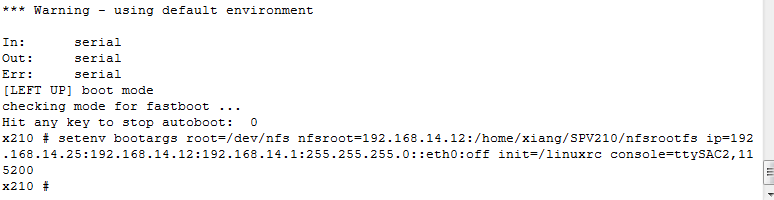 *** Warning - using default environment
In:      serial
Out:     serial
Err:     serial
[LEFT UP] boot mode
checking mode for fastboot ...
Hit any key to stop autoboot:  0
x210 # setenv bootargs root=/dev/nfs nfsroot=192.168.14.12:/home/xiang/SPV210/nfsrootfs ip=192
.168.14.25:192.168.14.12:192.168.14.1:255.255.255.0::eth0:off init=/linuxrc console=ttySAC2,11
5200
x210 #